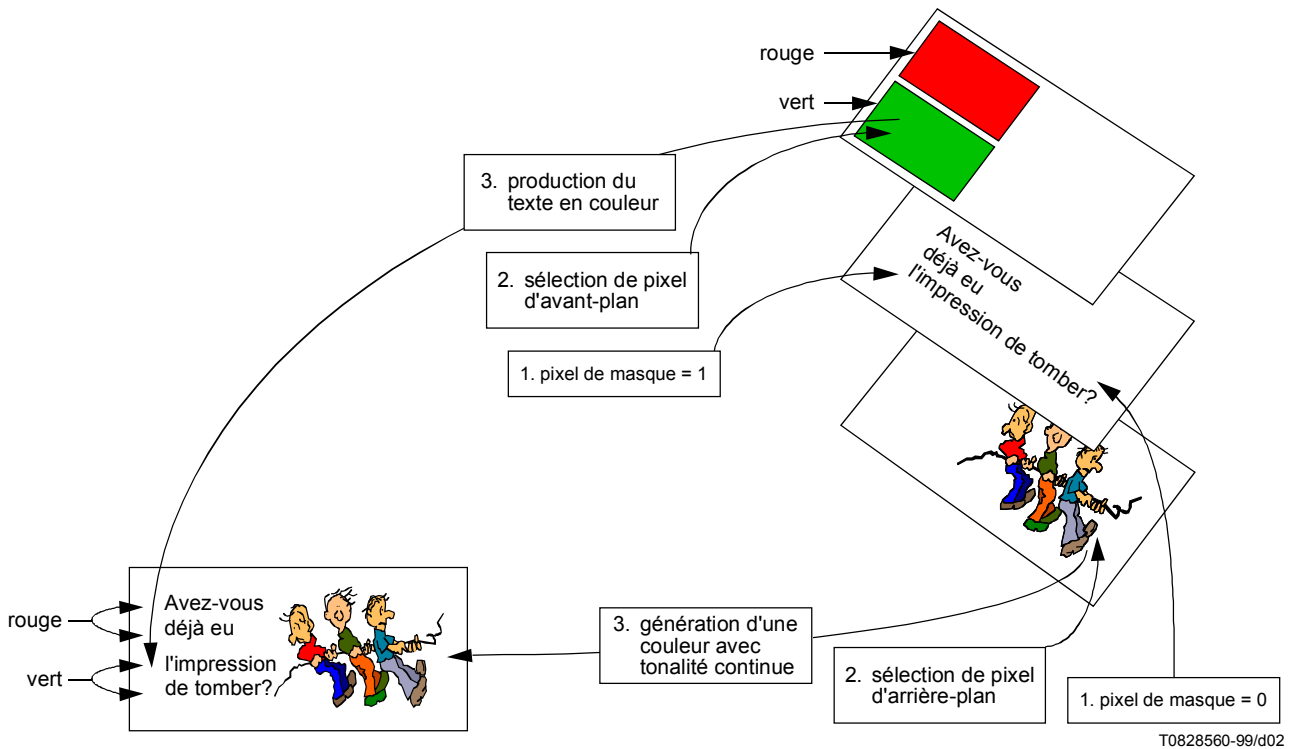 rouge
vert
3. production du
texte en couleur
Avez-vous
déjà eu
l'impression de tomber?
2. sélection de pixel
d'avant-plan
1. pixel de masque = 1
rouge
vert
Avez-vous
déjà eu
l'impression
de tomber?
3. génération d'une
couleur avec
tonalité continue
2. sélection de pixel
d'arrière-plan
1. pixel de masque = 0
T0828560-99/d02